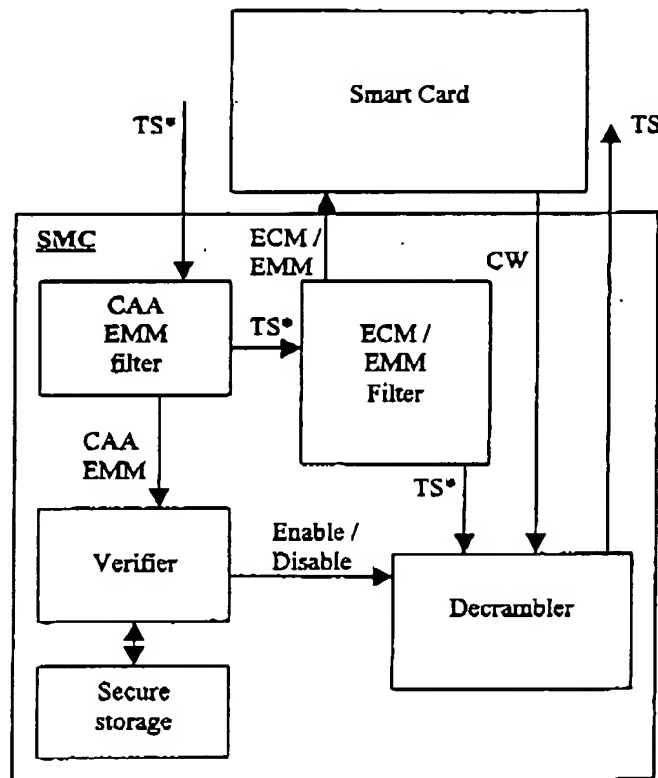 Smart Card
TS*
TS
SMC
ECM /
EMM
CW
CAA
EMM
filter
TS*
ECM /
EMM
Filter
CAA
EMM
TS*
Verifier
Enable /
Disable
Decrambler
Secure
storage